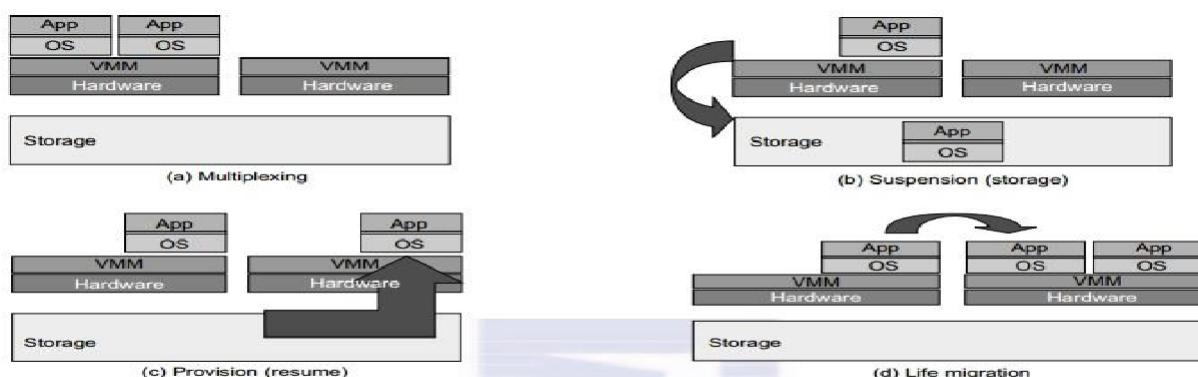 App App
OS OS
VMM VMM
Hardware Hardware
Storage
(a) Multiplexing
App
OS
VMM VMM
Hardware Hardware
Storage
App
OS
(b) Suspension (storage)
App App
OS OS
VMM VMM
Hardware Hardware
Storage
(c) Provision (resume)
App App App
OS OS OS
VMM VMM
Hardware Hardware
Storage
(d) Life migration